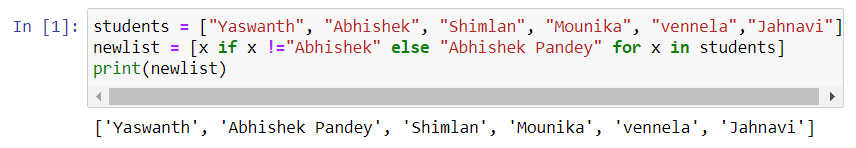 In [1]: students = ["Yaswanth", "Abhishek", "Shimlan", "Mounika", "vennela","Jahnavi"]
newlist = [x if x !="Abhishek" else "Abhishek Pandey" for x in students]
print(newlist)
['Yaswanth', 'Abhishek Pandey', 'Shimlan', 'Mounika', 'vennela', 'Jahnavi']